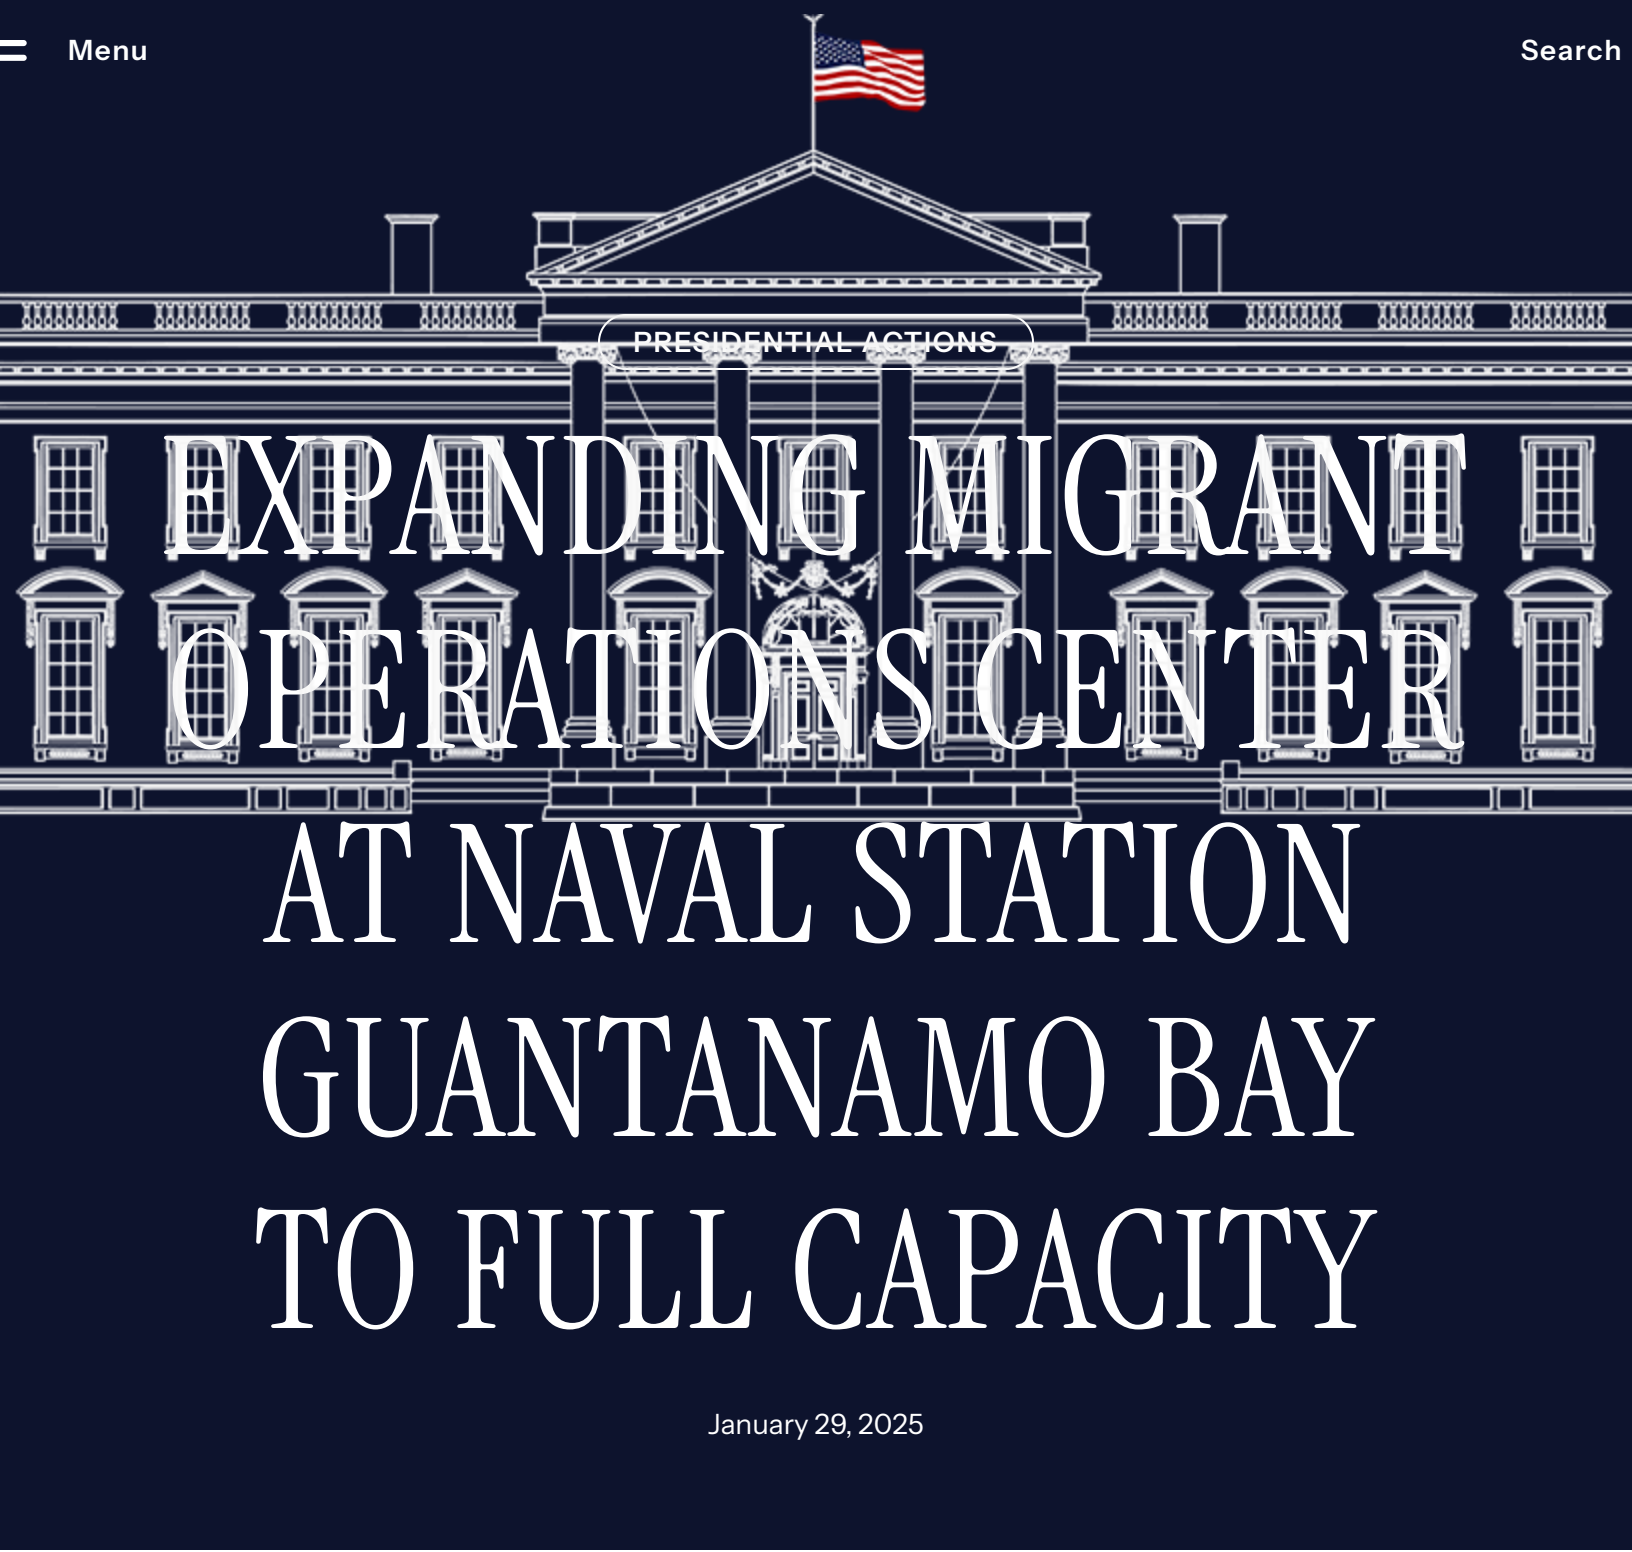 Menu
Search
PRESIDENTIAL ACTIONS
EXPANDING MIGRANT
OPERATIONS CENTER
AT NAVAL STATION
GUANTANAMO BAY
TO FULL CAPACITY
January 29, 2025